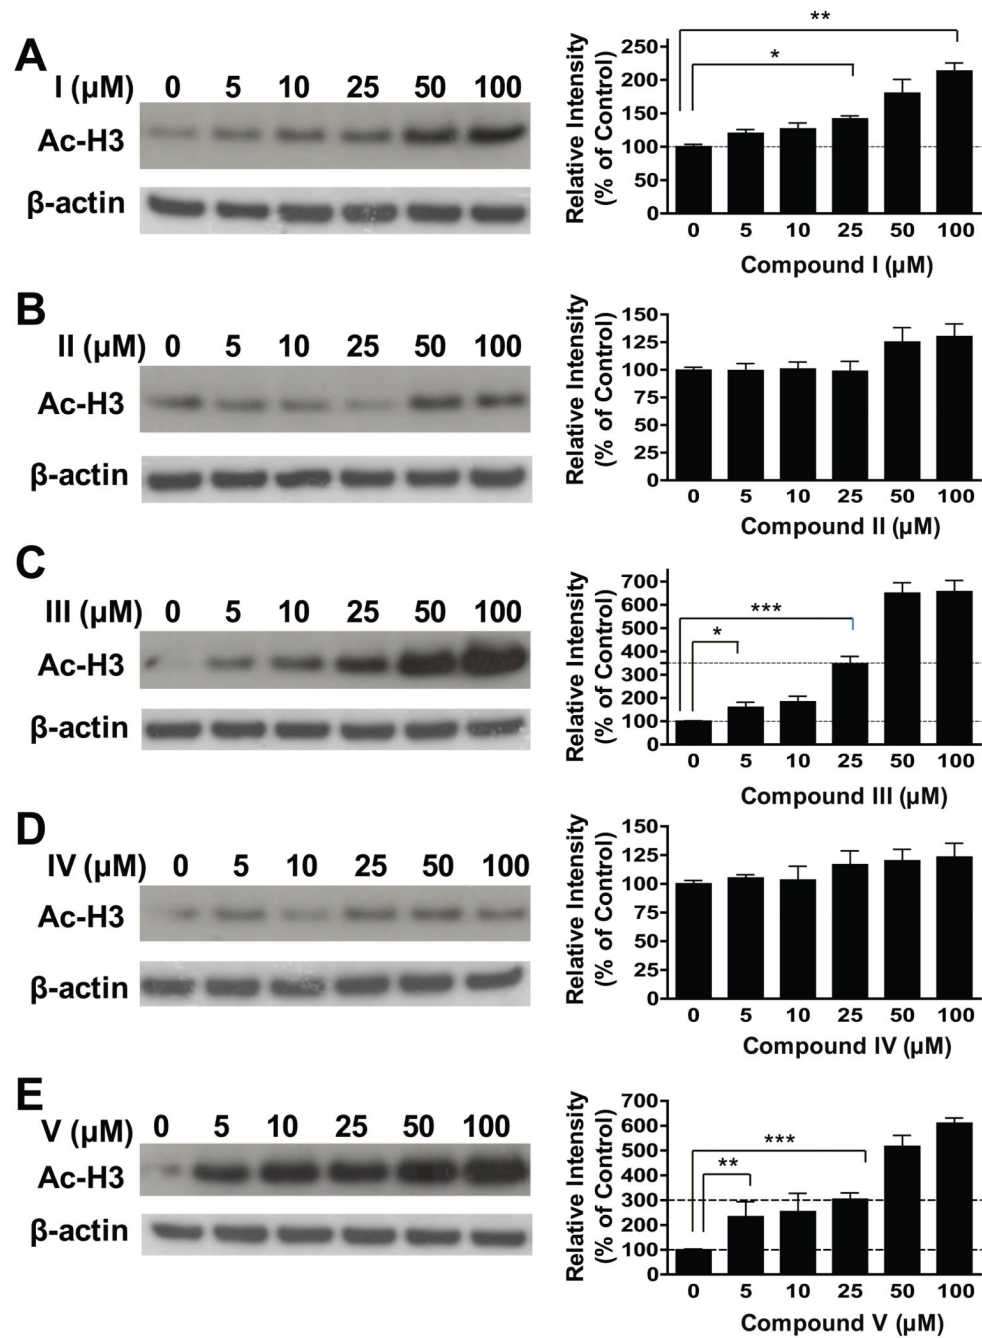 A
I (μM) 0 5 10 25 50 100
Ac-H3
β-actin
Relative Intensity
(% of Control)
250
200
150
100
50
0
*
**
0 5 10 25 50 100
Compound I (μM)
B
II (μM) 0 5 10 25 50 100
Ac-H3
β-actin
Relative Intensity
(% of Control)
150
125
100
75
50
25
0
0 5 10 25 50 100
Compound II (μM)
C
III (μM) 0 5 10 25 50 100
Ac-H3
β-actin
Relative Intensity
(% of Control)
700
600
500
400
300
200
100
0
***
*
0 5 10 25 50 100
Compound III (μM)
D
IV (μM) 0 5 10 25 50 100
Ac-H3
β-actin
Relative Intensity
(% of Control)
150
125
100
75
50
25
0
0 5 10 25 50 100
Compound IV (μM)
E
V (μM) 0 5 10 25 50 100
Ac-H3
β-actin
Relative Intensity
(% of Control)
700
600
500
400
300
200
100
0
***
**
0 5 10 25 50 100
Compound V (μM)